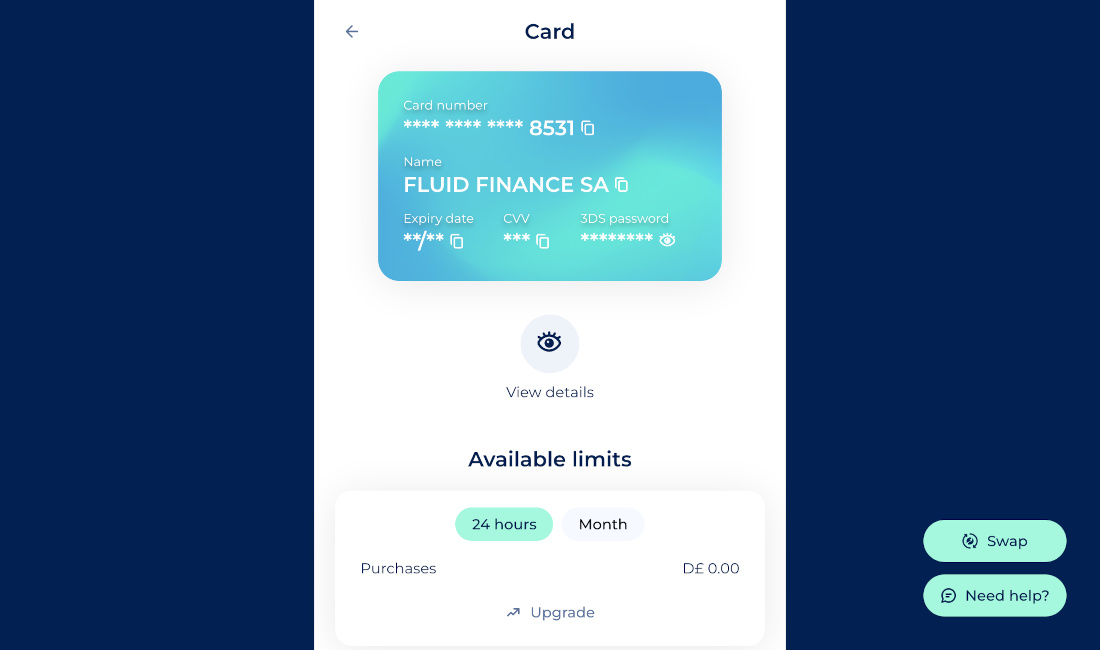 Card
Card number
**** **** **** 8531
Name
FLUID FINANCE SA
Expiry date CVV 3DS password
**/** *** ********
View details
Available limits
24 hours Month
Purchases D£ 0.00
Upgrade
Swap
Need help?